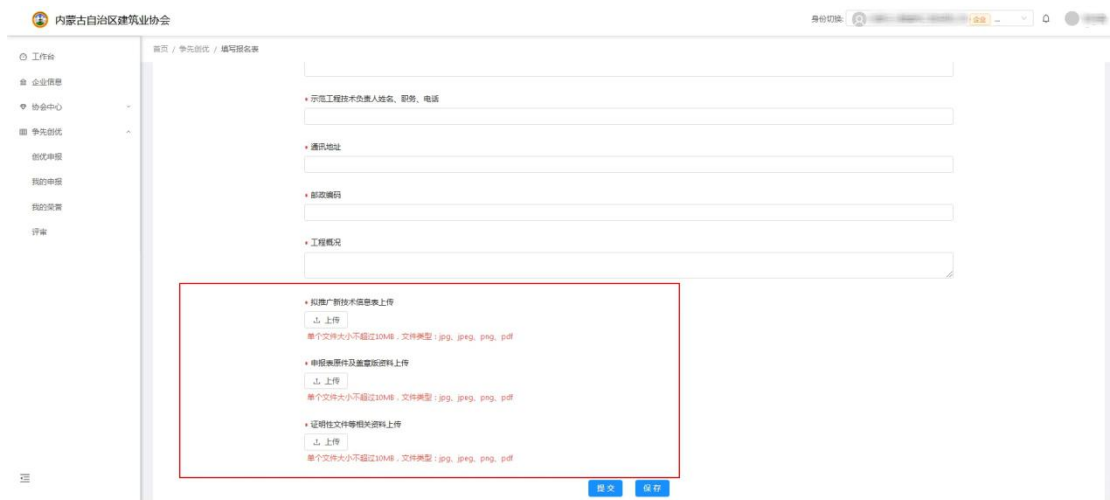 内蒙古自治区建筑业协会
身份切换:
企业
工作台
企业信息
协会中心
争先创优
创优申报
我的申报
我的荣誉
评审
首页 / 争先创优 / 填写报名表
* 示范工程技术负责人姓名、职务、电话
* 通讯地址
* 邮政编码
* 工程概况
* 拟推广新技术信息表上传
上传
单个文件大小不超过10MB，文件类型：jpg、jpeg、png、pdf
* 申报表原件及盖章版资料上传
上传
单个文件大小不超过10MB，文件类型：jpg、jpeg、png、pdf
* 证明性文件等相关资料上传
上传
单个文件大小不超过10MB，文件类型：jpg、jpeg、png、pdf
提 交
保 存